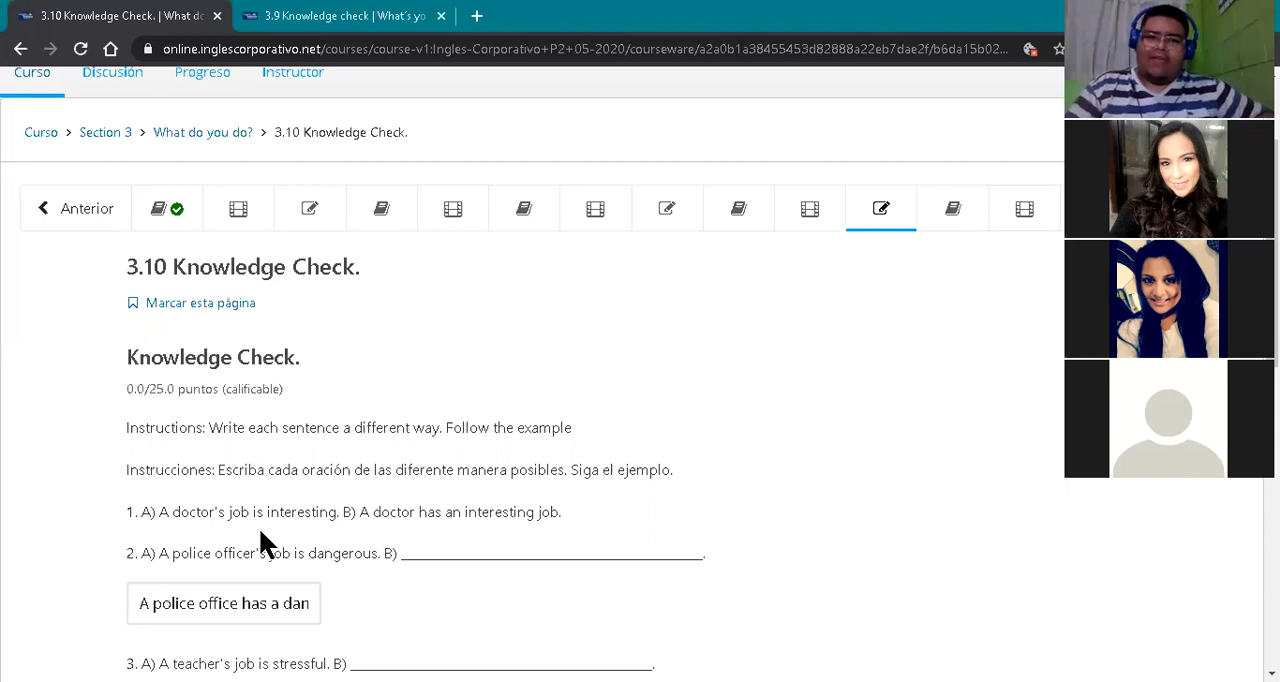 3.10 Knowledge Check. | What do
3.9 Knowledge check | What's yo
online.inglescorporativo.net/courses/course-v1:Ingles-Corporativo+P2+05-2020/courseware/a2a0b1a38455453d82888a22eb7dae2f/b6da15b02...
Curso Discusión Progreso Instructor
Curso > Section 3 > What do you do? > 3.10 Knowledge Check.
Anterior
3.10 Knowledge Check.
Marcar esta página
Knowledge Check.
0.0/25.0 puntos (calificable)
Instructions: Write each sentence a different way. Follow the example
Instrucciones: Escriba cada oración de las diferente manera posibles. Siga el ejemplo.
1. A) A doctor's job is interesting. B) A doctor has an interesting job.
2. A) A police officer's job is dangerous. B) ________________________________.
A police office has a dan
3. A) A teacher's job is stressful. B) ________________________________.